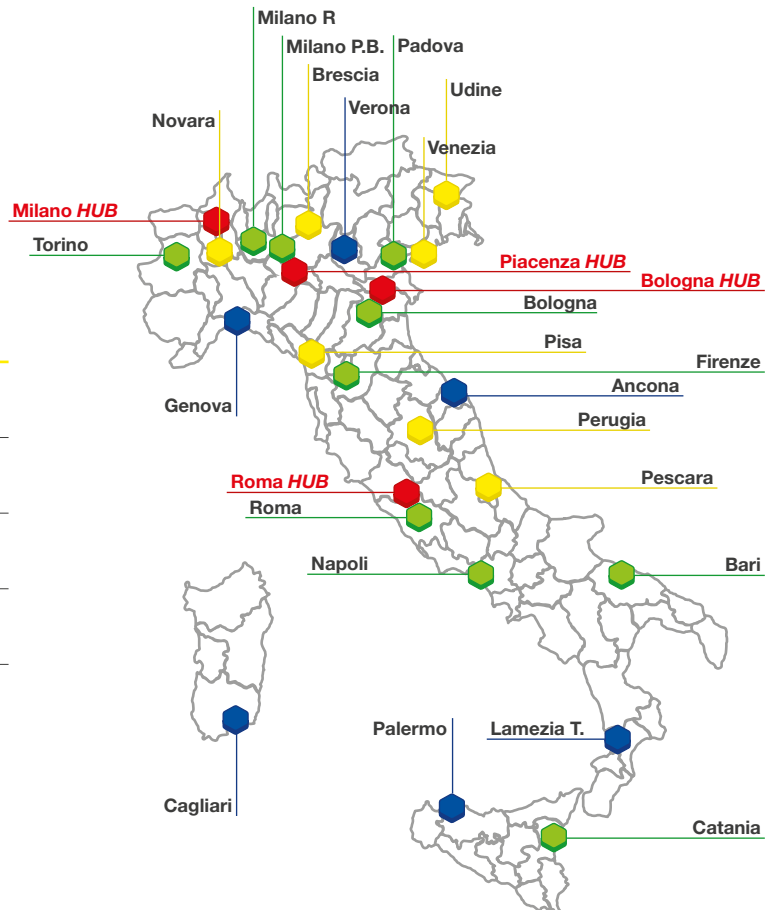 Milano R
Milano P.B.
Padova
Brescia
Udine
Verona
Novara
Venezia
Milano HUB
Torino
Piacenza HUB
Bologna HUB
Bologna
Pisa
Firenze
Ancona
Genova
Perugia
Roma HUB
Pescara
Roma
Napoli
Bari
Palermo
Lamezia T.
Cagliari
Catania